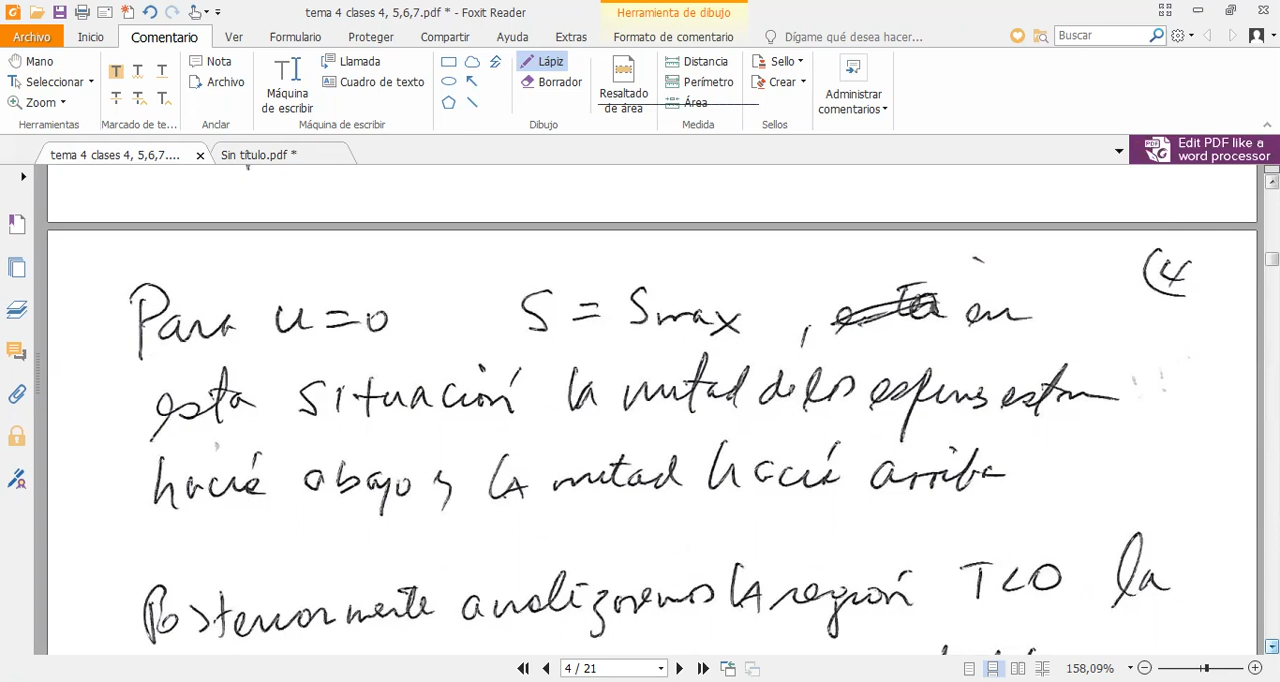 tema 4 clases 4, 5,6,7.pdf * - Foxit Reader
Herramienta de dibujo
Archivo Inicio Comentario Ver Formulario Proteger Compartir Ayuda Extras Formato de comentario Dígame qué desea hacer... Buscar
Mano
Seleccionar
Zoom
Herramientas
Marcado de te...
Nota
Archivo
Anclar
Máquina de escribir
Llamada
Cuadro de texto
Máquina de escribir
Lápiz
Borrador
Dibujo
Resaltado de área
Distancia
Perímetro
Área
Medida
Sello
Crear
Sellos
Administrar comentarios
tema 4 clases 4, 5,6,7.... Sin título.pdf *
Edit PDF like a
word processor
(4
Para u=0 S = Smax, en
esta situación la mitad de los espines estan
hacia abajo y la mitad hacia arriba
Posteriormente analizaremos la región T<0 la
4 / 21
158,09%